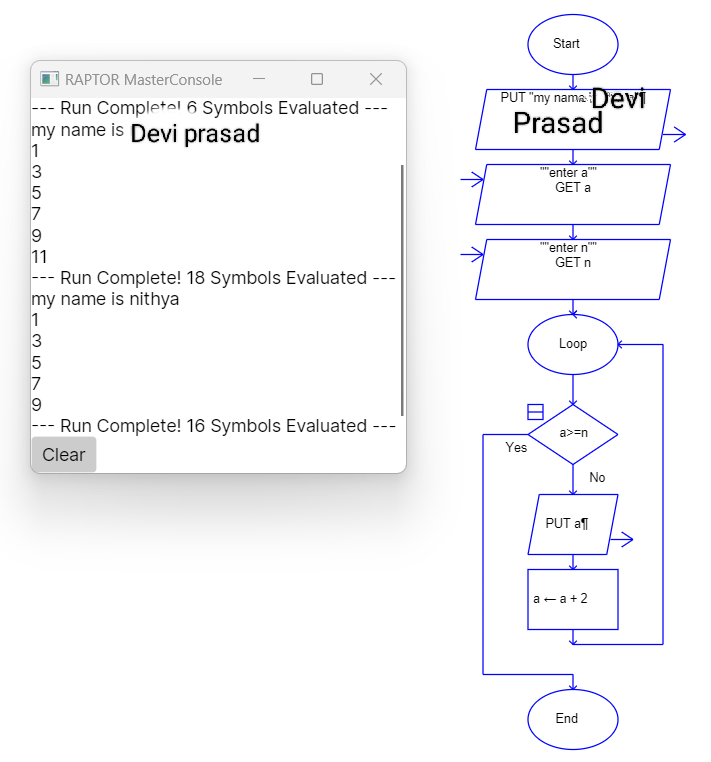 RAPTOR MasterConsole
--- Run Complete! 6 Symbols Evaluated ---
my name is Devi prasad
1
3
5
7
9
11
--- Run Complete! 18 Symbols Evaluated ---
my name is nithya
1
3
5
7
9
--- Run Complete! 16 Symbols Evaluated ---
Clear
Start
PUT "my name Devi
Prasad
""enter a""
GET a
""enter n""
GET n
Loop
a>=n
Yes
No
PUT a¶
a ← a + 2
End